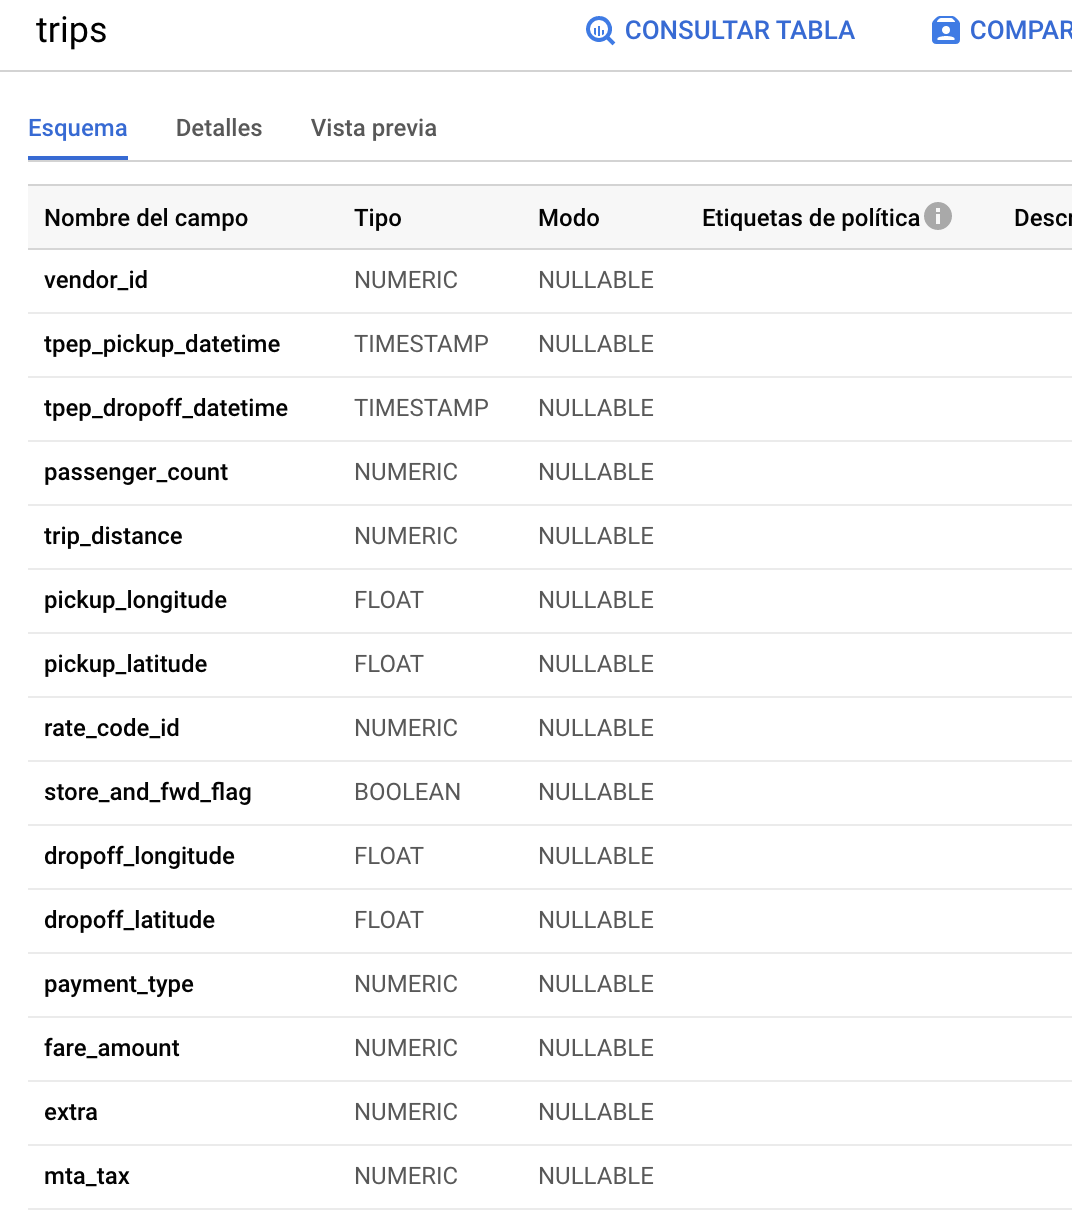 trips CONSULTAR TABLA COMPAR
Esquema Detalles Vista previa
Nombre del campo Tipo Modo Etiquetas de política Descr
vendor_id NUMERIC NULLABLE
tpep_pickup_datetime TIMESTAMP NULLABLE
tpep_dropoff_datetime TIMESTAMP NULLABLE
passenger_count NUMERIC NULLABLE
trip_distance NUMERIC NULLABLE
pickup_longitude FLOAT NULLABLE
pickup_latitude FLOAT NULLABLE
rate_code_id NUMERIC NULLABLE
store_and_fwd_flag BOOLEAN NULLABLE
dropoff_longitude FLOAT NULLABLE
dropoff_latitude FLOAT NULLABLE
payment_type NUMERIC NULLABLE
fare_amount NUMERIC NULLABLE
extra NUMERIC NULLABLE
mta_tax NUMERIC NULLABLE